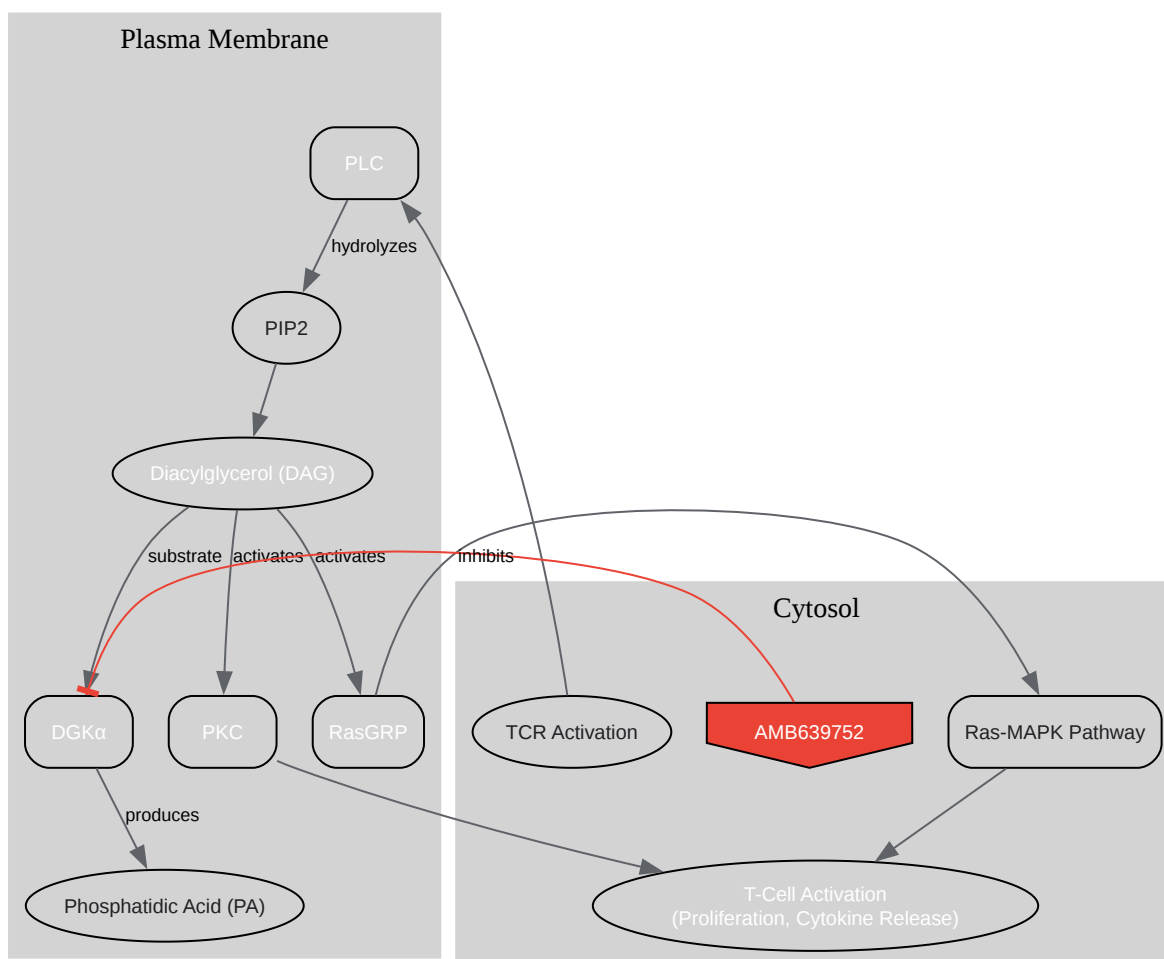 Plasma Membrane
PLC
hydrolyzes
PIP2
Diacylglycerol (DAG)
substrate
activates
activates
inhibits
Cytosol
DGKα
PKC
RasGRP
TCR Activation
AMB639752
Ras-MAPK Pathway
produces
Phosphatidic Acid (PA)
T-Cell Activation
(Proliferation, Cytokine Release)